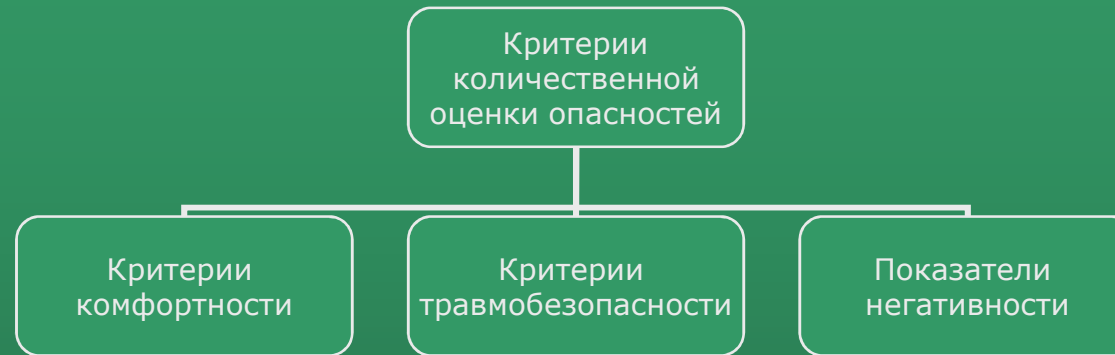 Критерии
количественной
оценки опасностей
Критерии
комфортности
Критерии
травмобезопасности
Показатели
негативности